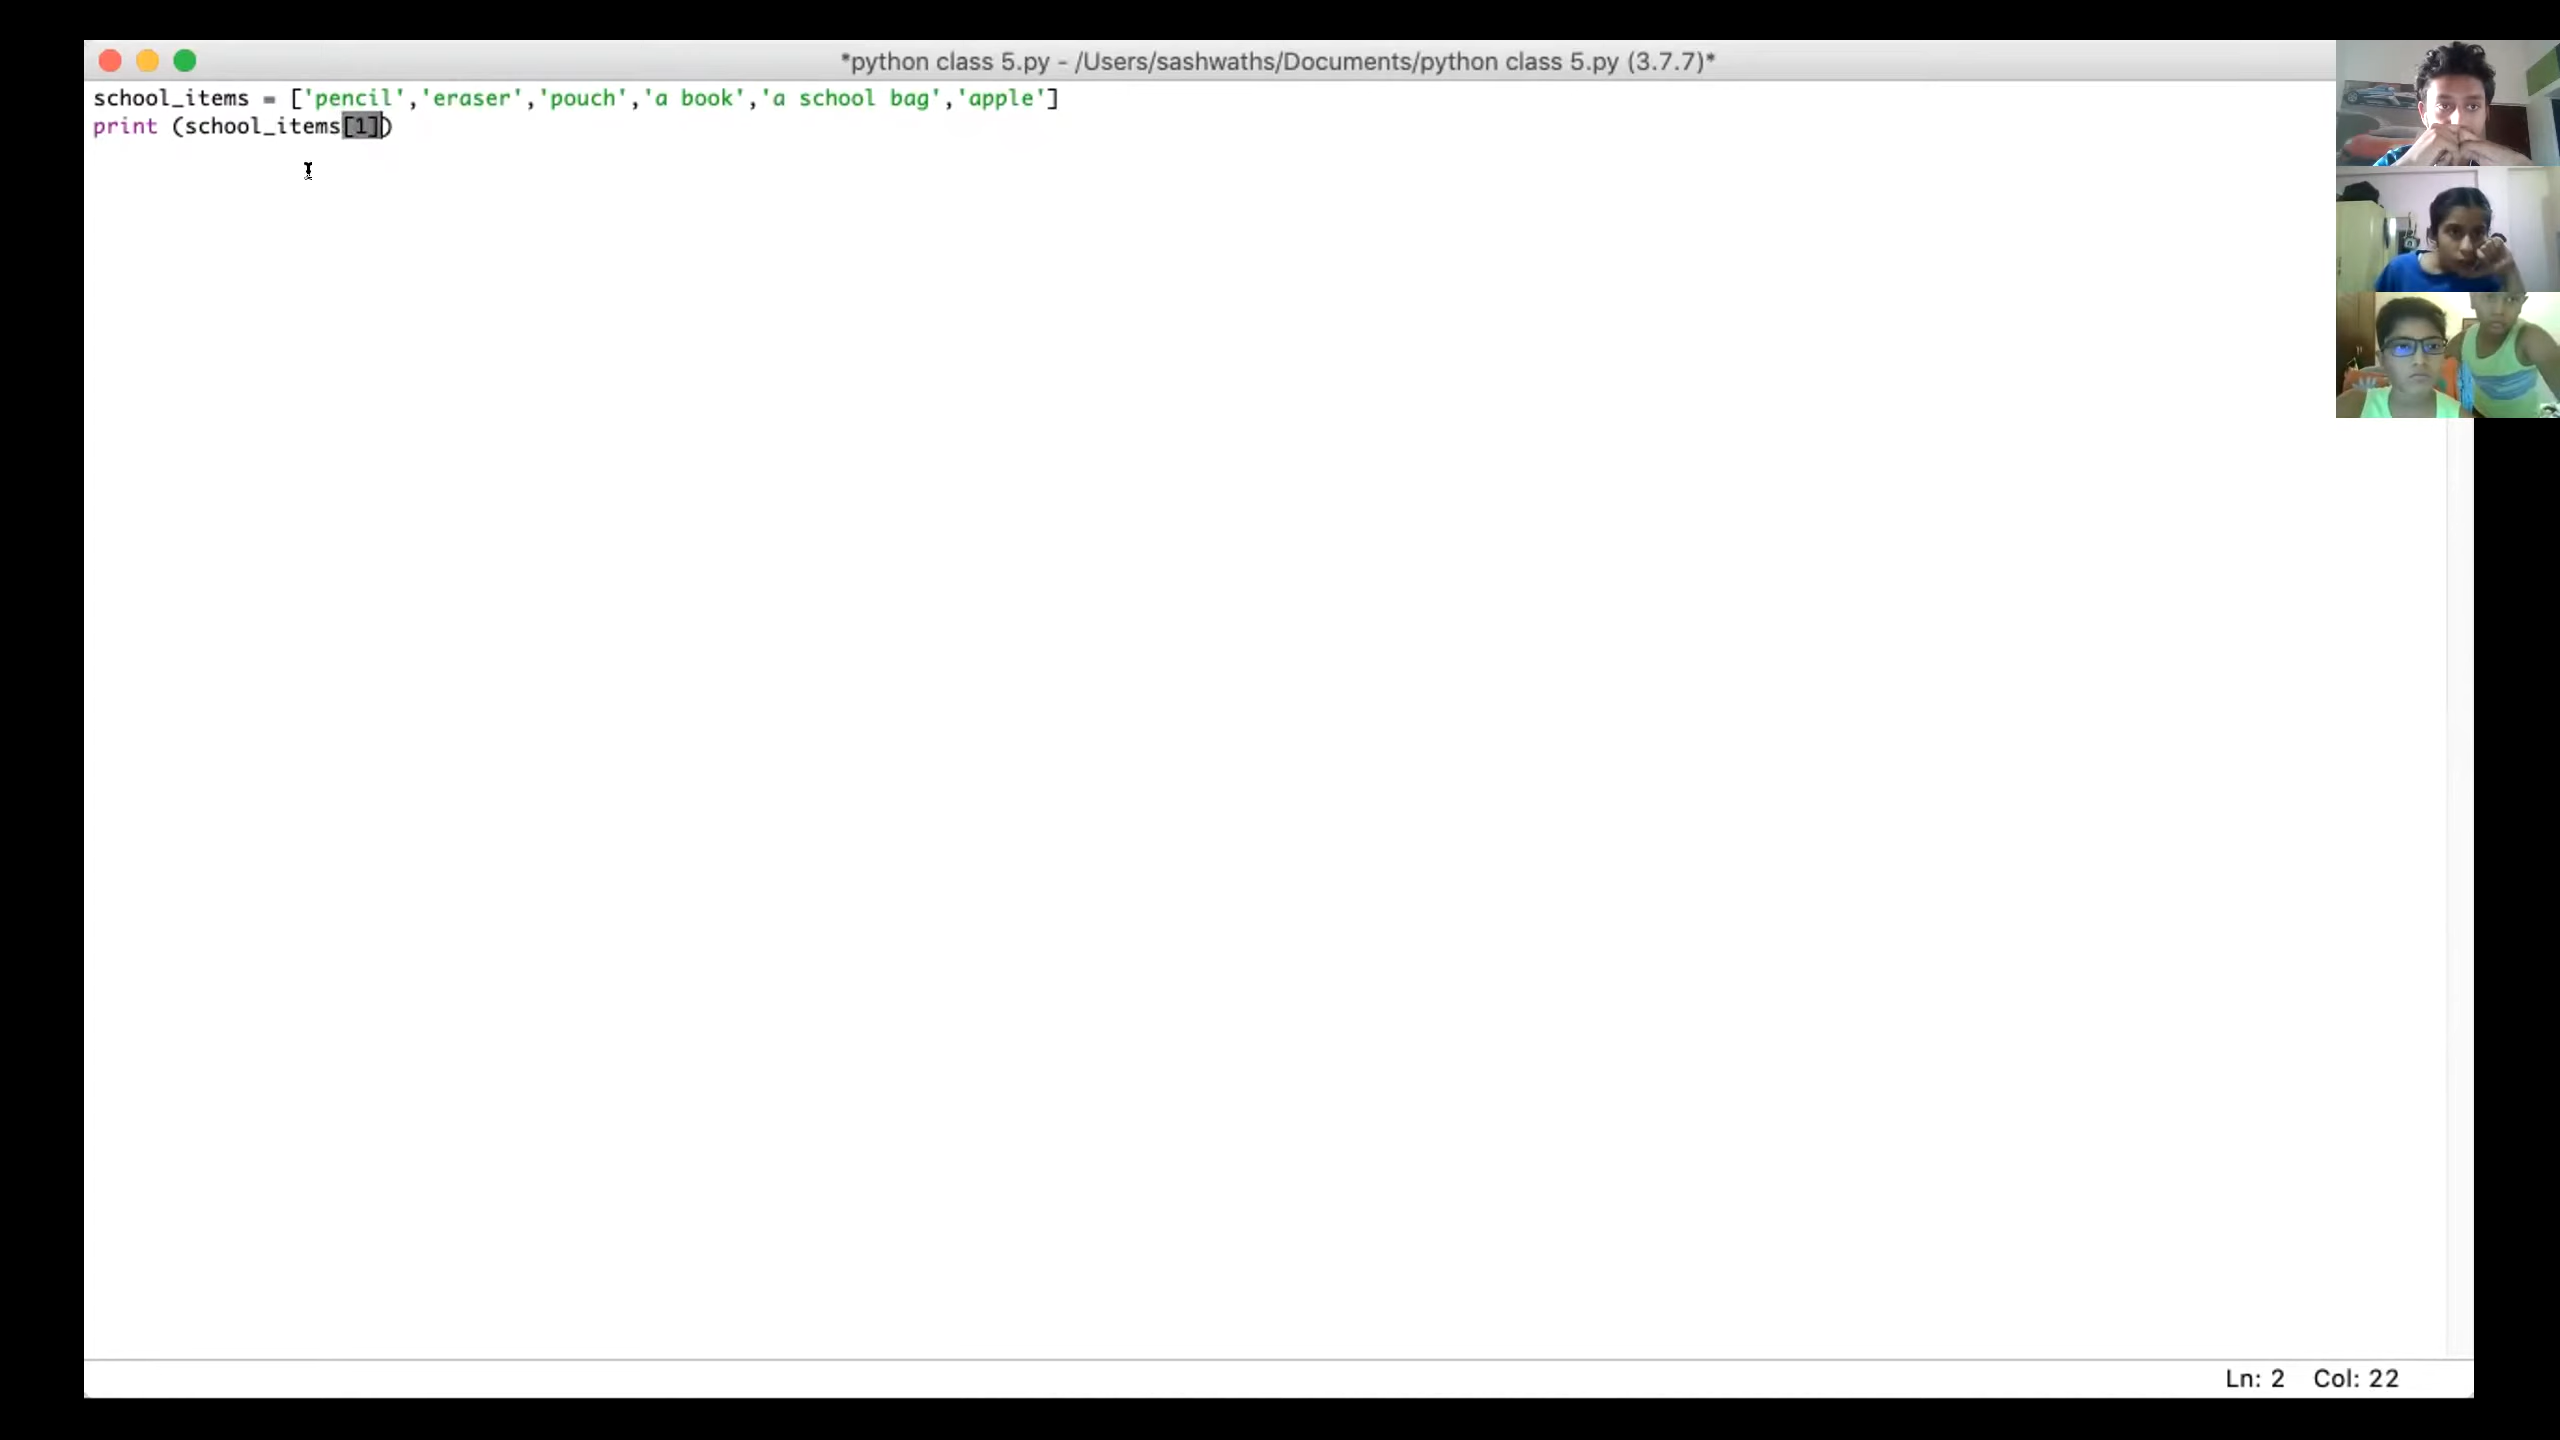 *python class 5.py - /Users/sashwaths/Documents/python class 5.py (3.7.7)*
school_items = ['pencil','eraser','pouch','a book','a school bag','apple']
print (school_items[1])
Ln: 2 Col: 22